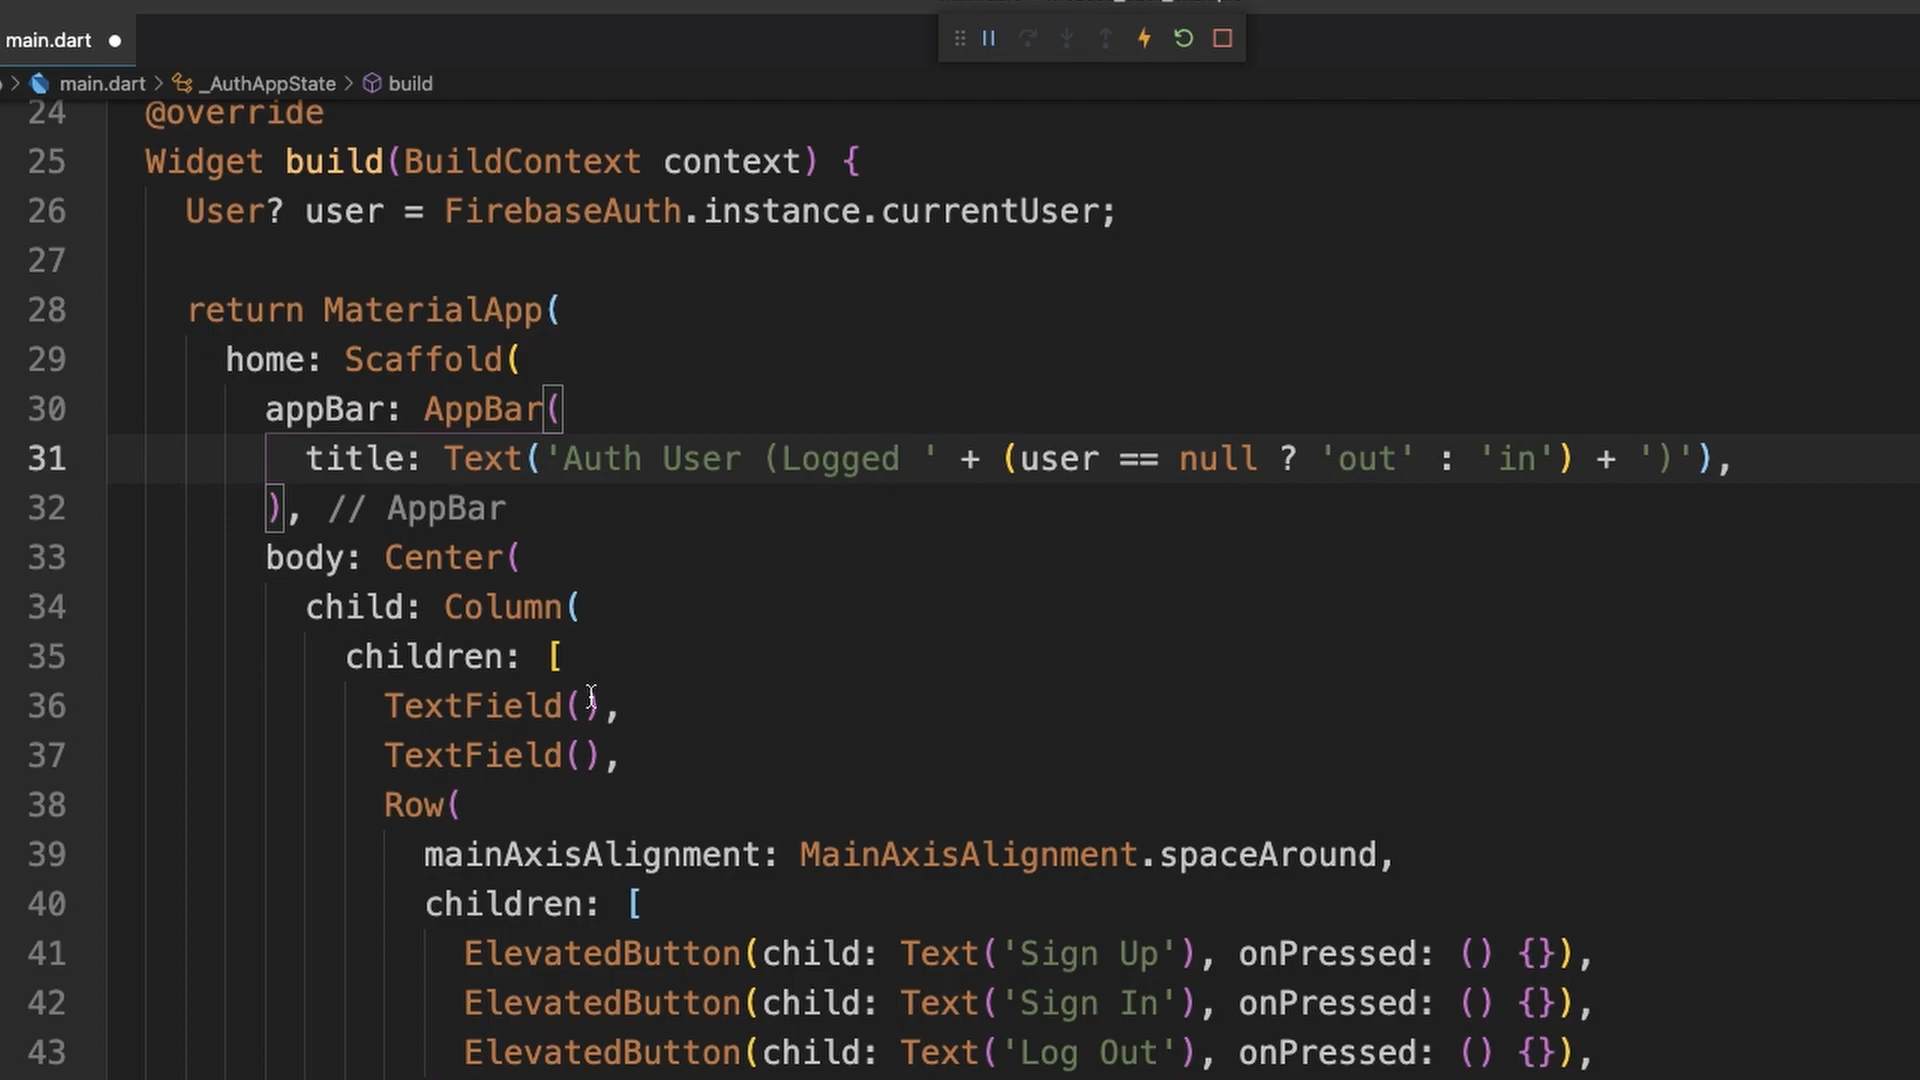 main.dart
main.dart _AuthAppState build
24 @override
25 Widget build(BuildContext context) {
26 User? user = FirebaseAuth.instance.currentUser;
27
28 return MaterialApp(
29 home: Scaffold(
30 appBar: AppBar(
31 title: Text('Auth User (Logged ' + (user == null ? 'out' : 'in') + ')'),
32 ), // AppBar
33 body: Center(
34 child: Column(
35 children: [
36 TextField(),
37 TextField(),
38 Row(
39 mainAxisAlignment: MainAxisAlignment.spaceAround,
40 children: [
41 ElevatedButton(child: Text('Sign Up'), onPressed: () {}),
42 ElevatedButton(child: Text('Sign In'), onPressed: () {}),
43 ElevatedButton(child: Text('Log Out'), onPressed: () {}),